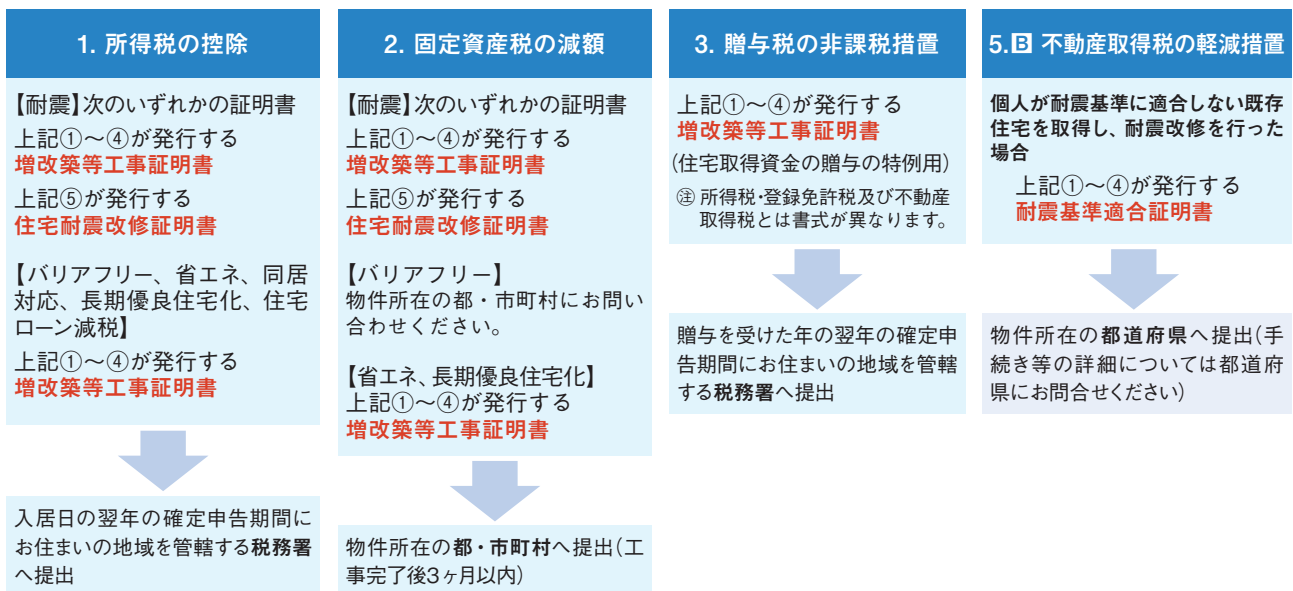 1. 所得税の控除
【耐震】次のいずれかの証明書
上記①～④が発行する
増改築等工事証明書
上記⑤が発行する
住宅耐震改修証明書
【バリアフリー、省エネ、同居
対応、長期優良住宅化、住宅
ローン減税】
上記①～④が発行する
増改築等工事証明書
入居日の翌年の確定申告期間に
お住まいの地域を管轄する税務署
へ提出
2. 固定資産税の減額
【耐震】次のいずれかの証明書
上記①～④が発行する
増改築等工事証明書
上記⑤が発行する
住宅耐震改修証明書
【バリアフリー】
物件所在の都・市町村にお問い
合わせください。
【省エネ、長期優良住宅化】
上記①～④が発行する
増改築等工事証明書
物件所在の都・市町村へ提出(工
事完了後3ヶ月以内)
3. 贈与税の非課税措置
上記①～④が発行する
増改築等工事証明書
(住宅取得資金の贈与の特例用)
㊟ 所得税・登録免許税及び不動産
取得税とは書式が異なります。
贈与を受けた年の翌年の確定申
告期間にお住まいの地域を管轄
する税務署へ提出
5.B 不動産取得税の軽減措置
個人が耐震基準に適合しない既存
住宅を取得し、耐震改修を行った
場合
上記①～④が発行する
耐震基準適合証明書
物件所在の都道府県へ提出(手
続き等の詳細については都道府
県にお問合せください)